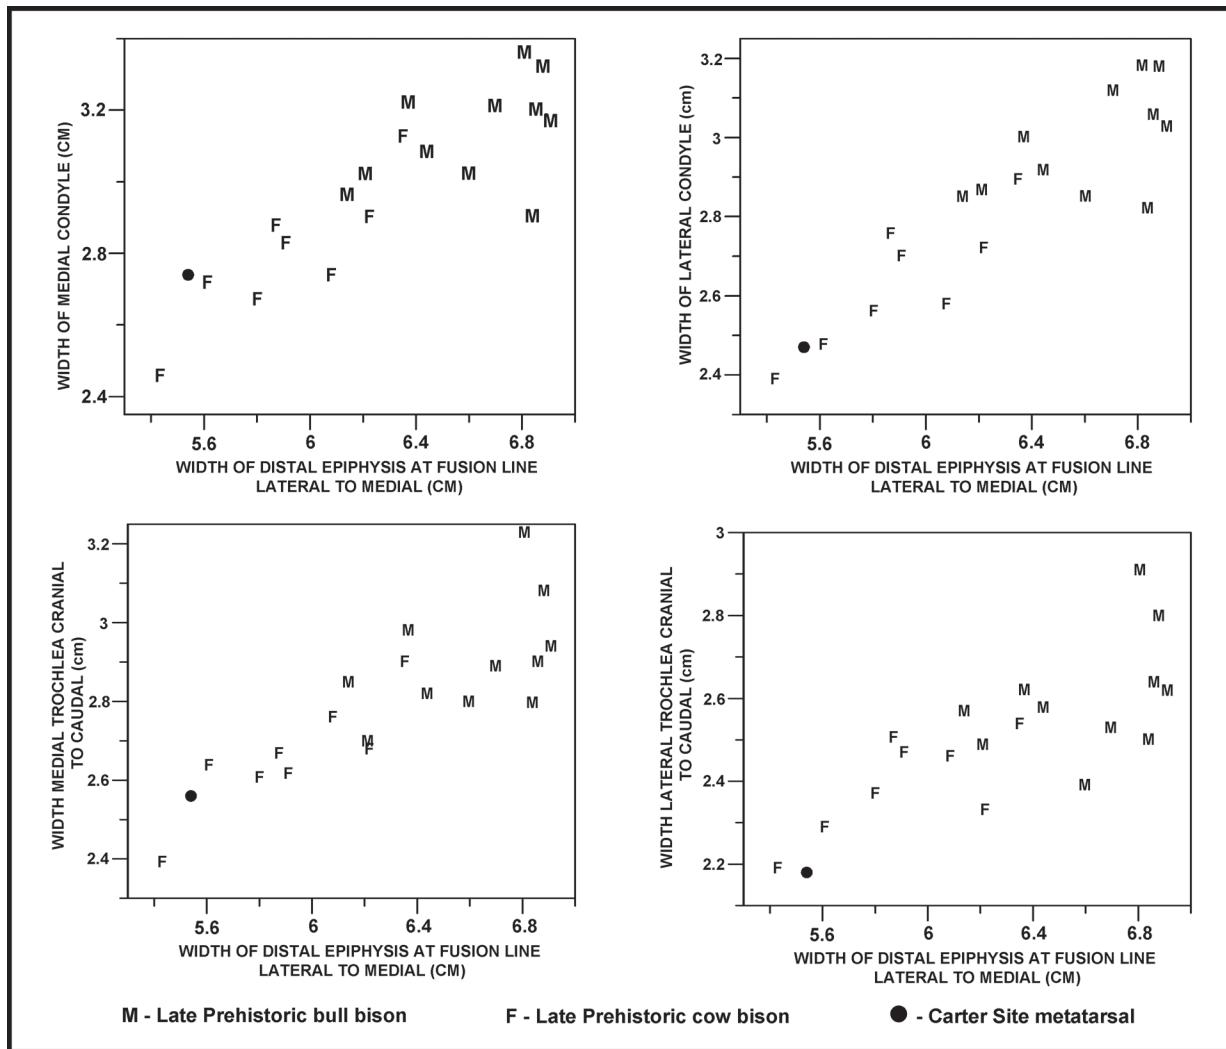 WIDTH OF MEDIAL CONDYLE (CM)
3.2
2.8
2.4
M
M
M
M
M
M
F
M
M
M
M
M
F
F
F
F
F
F
F
5.6
6
6.4
6.8
WIDTH OF DISTAL EPIPHYSIS AT FUSION LINE
LATERAL TO MEDIAL (CM)
WIDTH OF LATERAL CONDYLE (cm)
3.2
3
2.8
2.6
2.4
M
M
M
M
M
M
M
F
M
M
M
M
F
F
F
F
F
F
F
5.6
6
6.4
6.8
WIDTH OF DISTAL EPIPHYSIS AT FUSION LINE
LATERAL TO MEDIAL (CM)
WIDTH MEDIAL TROCHLEA CRANIAL
TO CAUDAL (cm)
3.2
3
2.8
2.6
2.4
M
M
M
M
F
M
M
M
M
M
M
F
M
F
F
F
F
F
F
5.6
6
6.4
6.8
WIDTH OF DISTAL EPIPHYSIS AT FUSION LINE
LATERAL TO MEDIAL (CM)
WIDTH LATERAL TROCHLEA CRANIAL
TO CAUDAL (cm)
3
2.8
2.6
2.4
2.2
M
M
M
M
M
M
M
F
M
F
M
M
F
F
M
F
F
F
F
5.6
6
6.4
6.8
WIDTH OF DISTAL EPIPHYSIS AT FUSION LINE
LATERAL TO MEDIAL (CM)
M - Late Prehistoric bull bison F - Late Prehistoric cow bison ● - Carter Site metatarsal